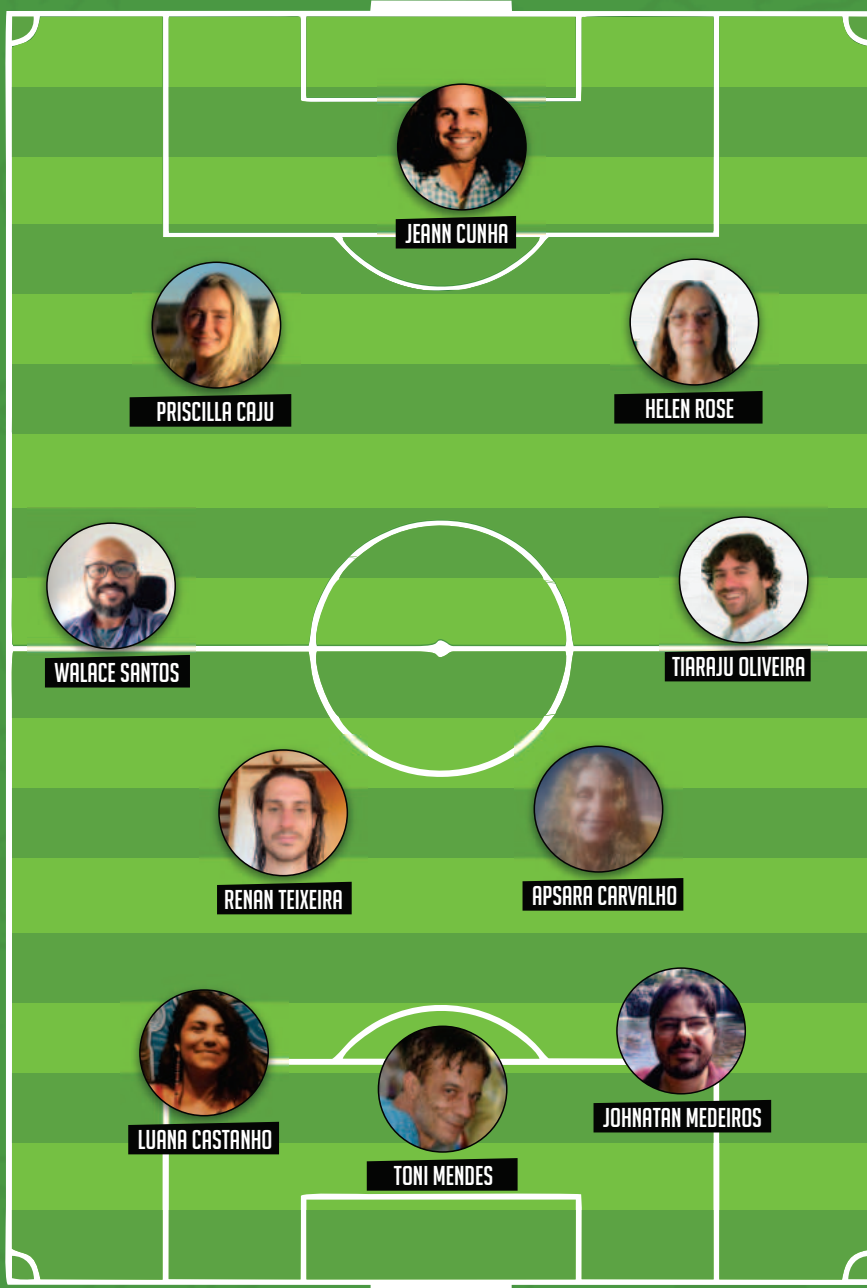 JEANN CUNHA
PRISCILLA CAJU
HELEN ROSE
WALACE SANTOS
TIARAJU OLIVEIRA
RENAN TEIXEIRA
APSARA CARVALHO
LUANA CASTANHO
JOHNATAN MEDEIROS
TONI MENDES